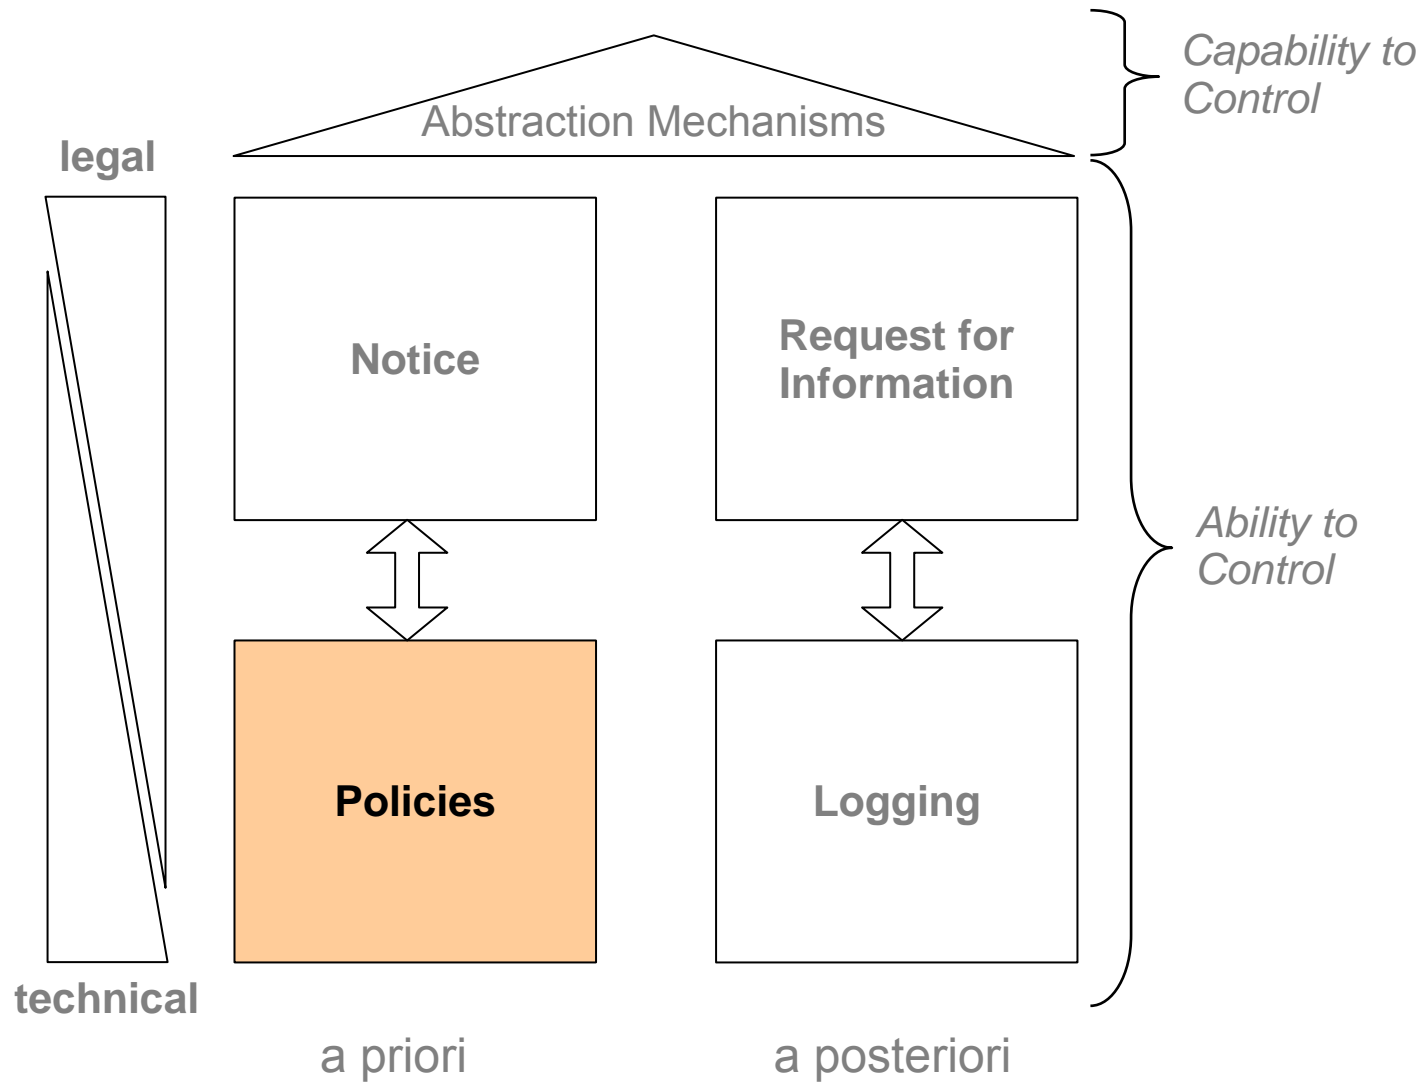 Capability to
Control
Abstraction Mechanisms
legal
Notice
Request for
Information
Ability to
Control
Policies
Logging
technical
a priori
a posteriori